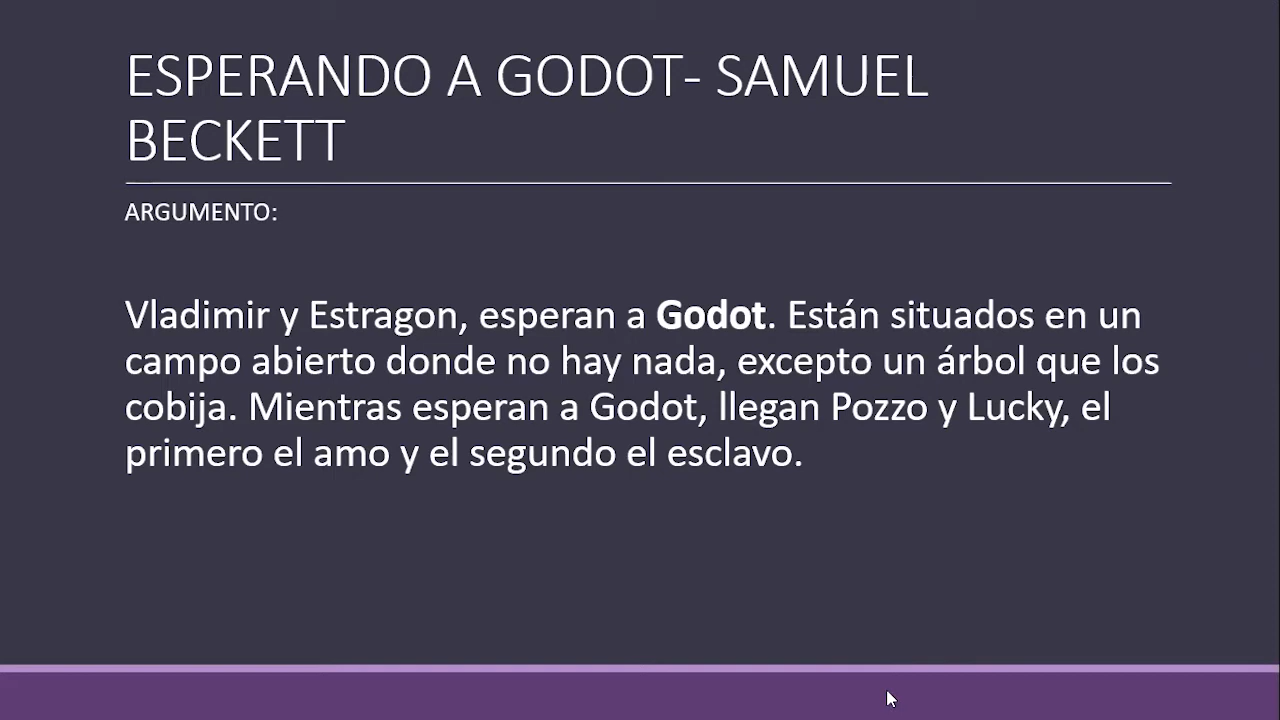 ESPERANDO A GODOT- SAMUEL
BECKETT
ARGUMENTO:
Vladimir y Estragon, esperan a Godot. Están situados en un
campo abierto donde no hay nada, excepto un árbol que los
cobija. Mientras esperan a Godot, llegan Pozzo y Lucky, el
primero el amo y el segundo el esclavo.